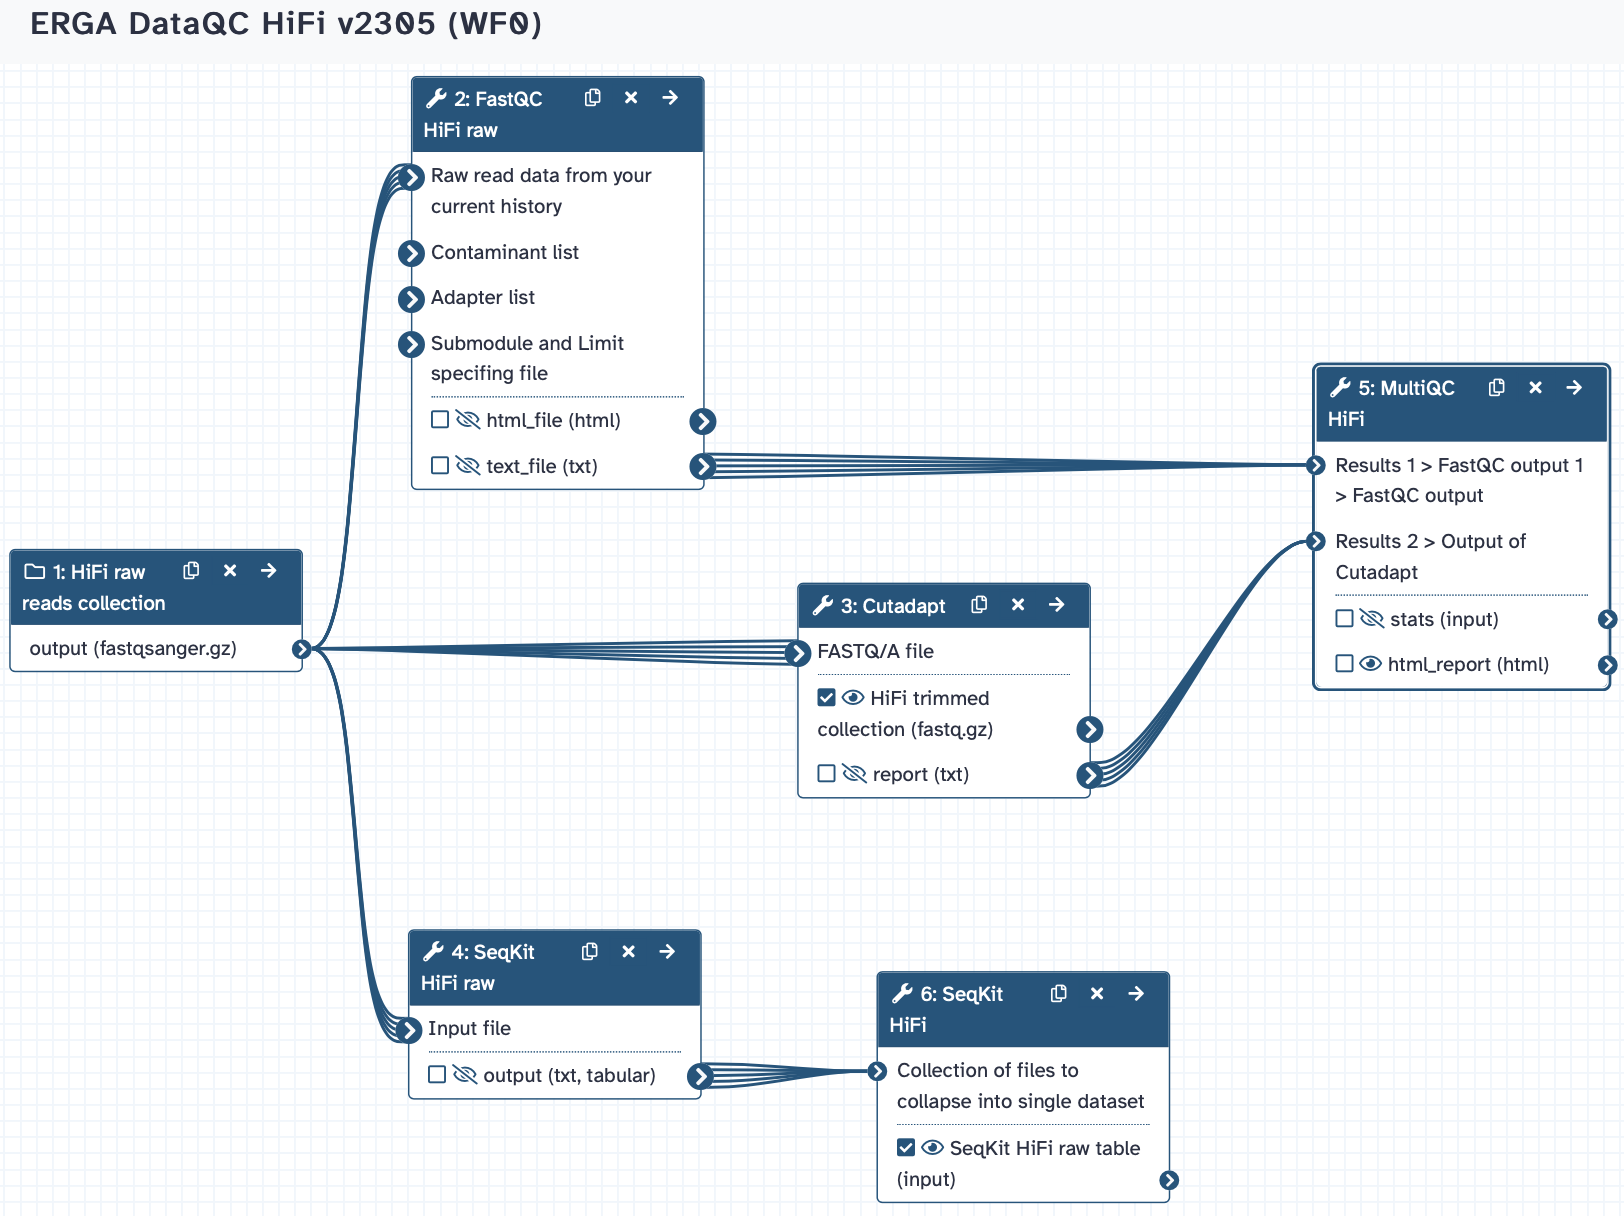 ERGA DataQC HiFi v2305 (WF0)
2: FastQC
HiFi raw
Raw read data from your
current history
Contaminant list
Adapter list
Submodule and Limit
specifing file
html_file (html)
text_file (txt)
1: HiFi raw
reads collection
output (fastqsanger.gz)
3: Cutadapt
FASTQ/A file
HiFi trimmed
collection (fastq.gz)
report (txt)
5: MultiQC
HiFi
Results 1 > FastQC output 1
> FastQC output
Results 2 > Output of
Cutadapt
stats (input)
html_report (html)
4: SeqKit
HiFi raw
Input file
output (txt, tabular)
6: SeqKit
HiFi
Collection of files to
collapse into single dataset
SeqKit HiFi raw table
(input)